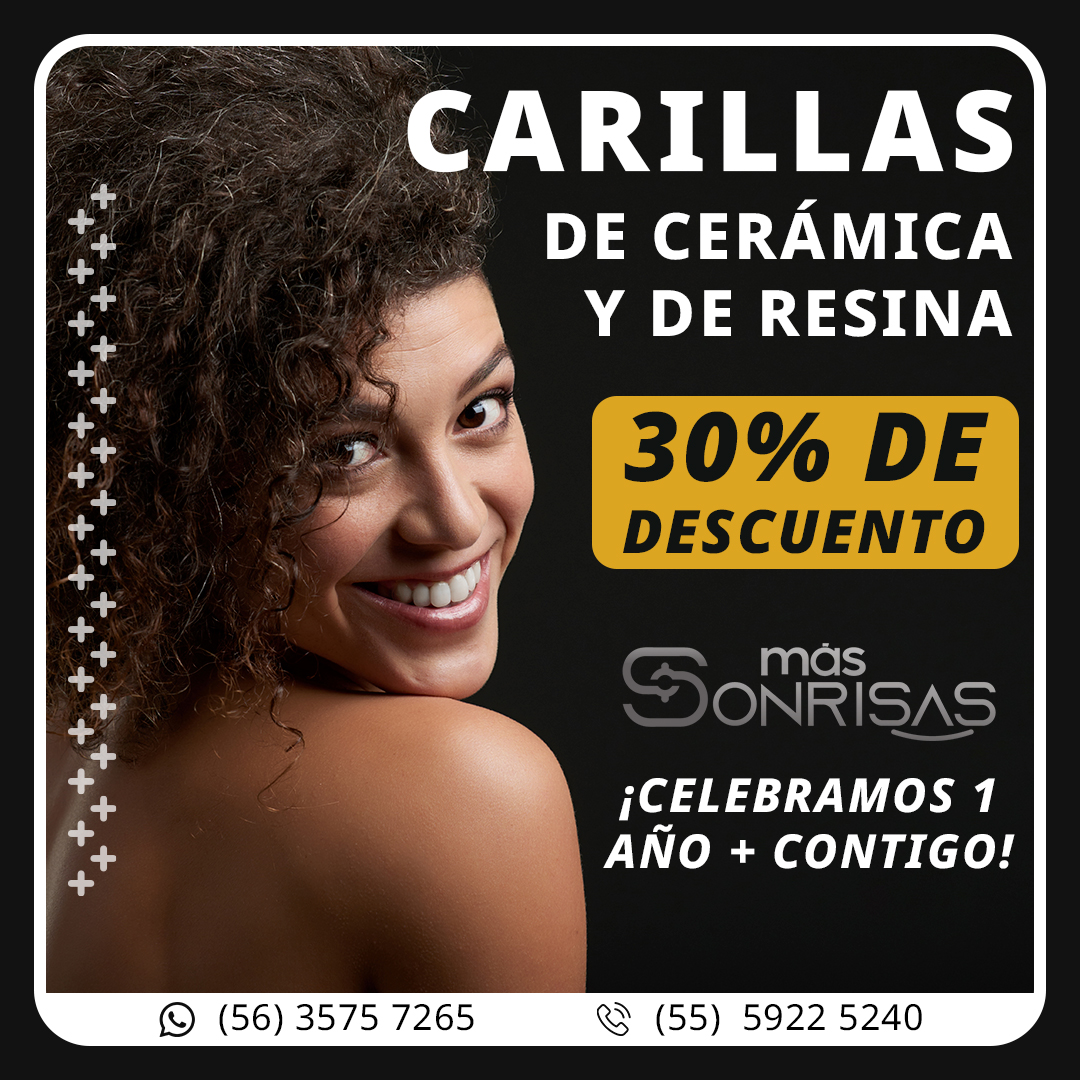 CARILLAS
DE CERÁMICA
Y DE RESINA
30% DE
DESCUENTO
más
SONRISAS
¡CELEBRAMOS 1
AÑO + CONTIGO!
(56) 3575 7265
(55) 5922 5240